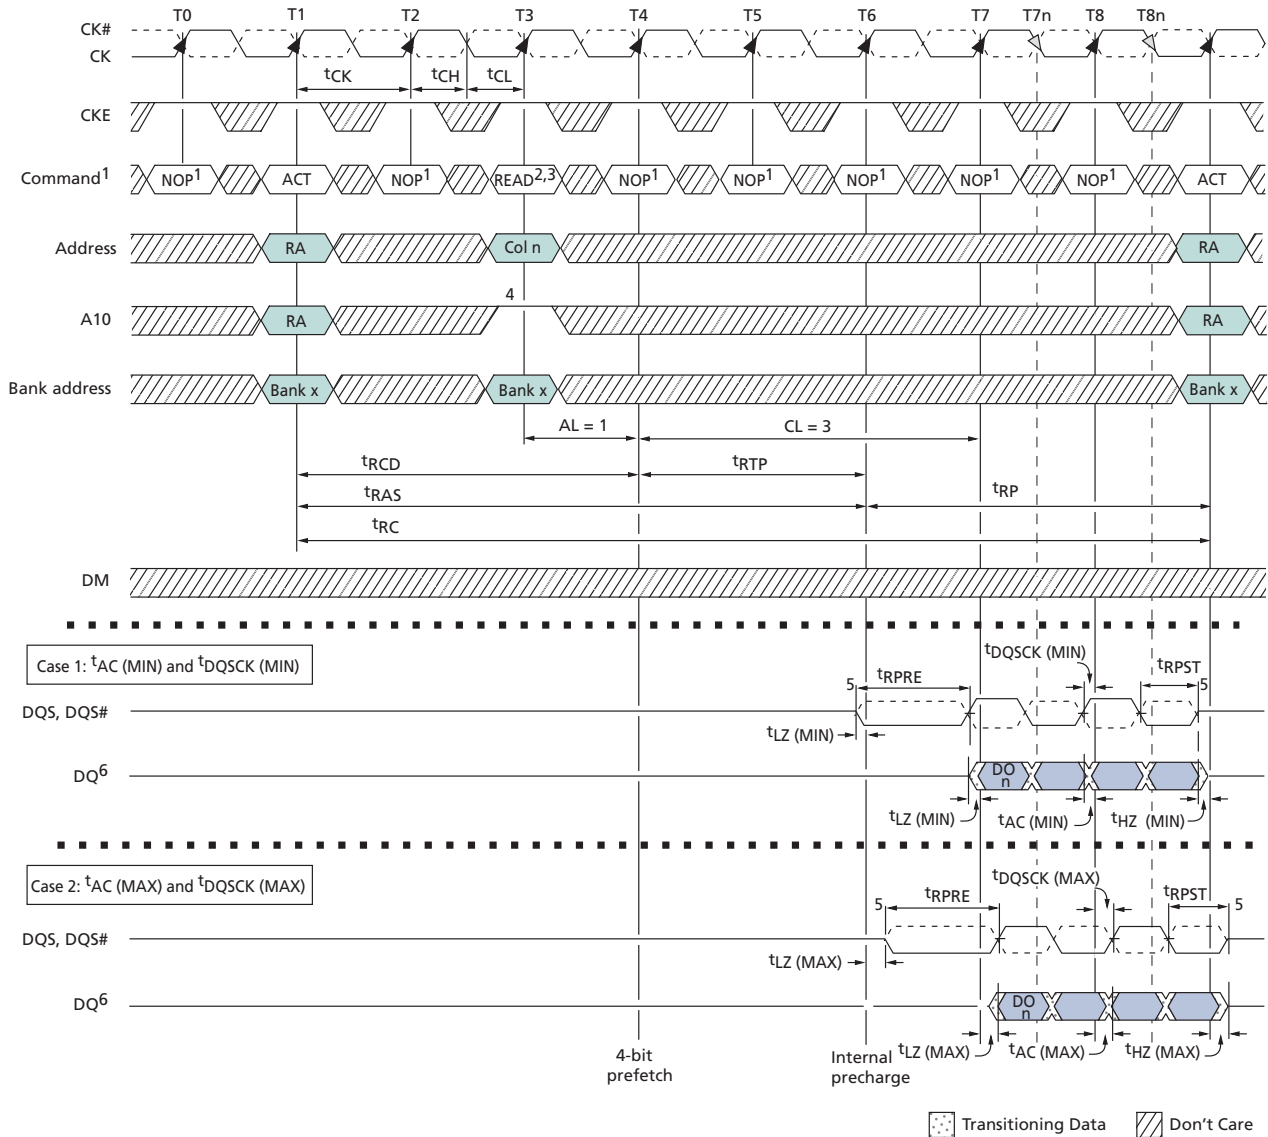 T0 T1 T2 T3 T4 T5 T6 T7 T7n T8 T8n
CK#
CK
tCK tCH tCL
CKE
Command1 NOP1 ACT NOP1 READ2,3 NOP1 NOP1 NOP1 NOP1 NOP1 ACT
Address RA Col n RA
4
A10 RA RA
Bank address Bank x Bank x Bank x
AL = 1 CL = 3
tRCD tRTP
tRAS tRP
tRC
DM
Case 1: tAC (MIN) and tDQSCK (MIN)
tDQSCK (MIN)
5 tRPRE tRPST 5
DQS, DQS#
tLZ (MIN)
DQ6 DO
n
tLZ (MIN) tAC (MIN) tHZ (MIN)
Case 2: tAC (MAX) and tDQSCK (MAX)
tDQSCK (MAX)
5 tRPRE tRPST 5
DQS, DQS#
tLZ (MAX)
DQ6 DO
n
tLZ (MAX) tAC (MAX) tHZ (MAX)
4-bit
prefetch
Internal
precharge
Transitioning Data Don't Care